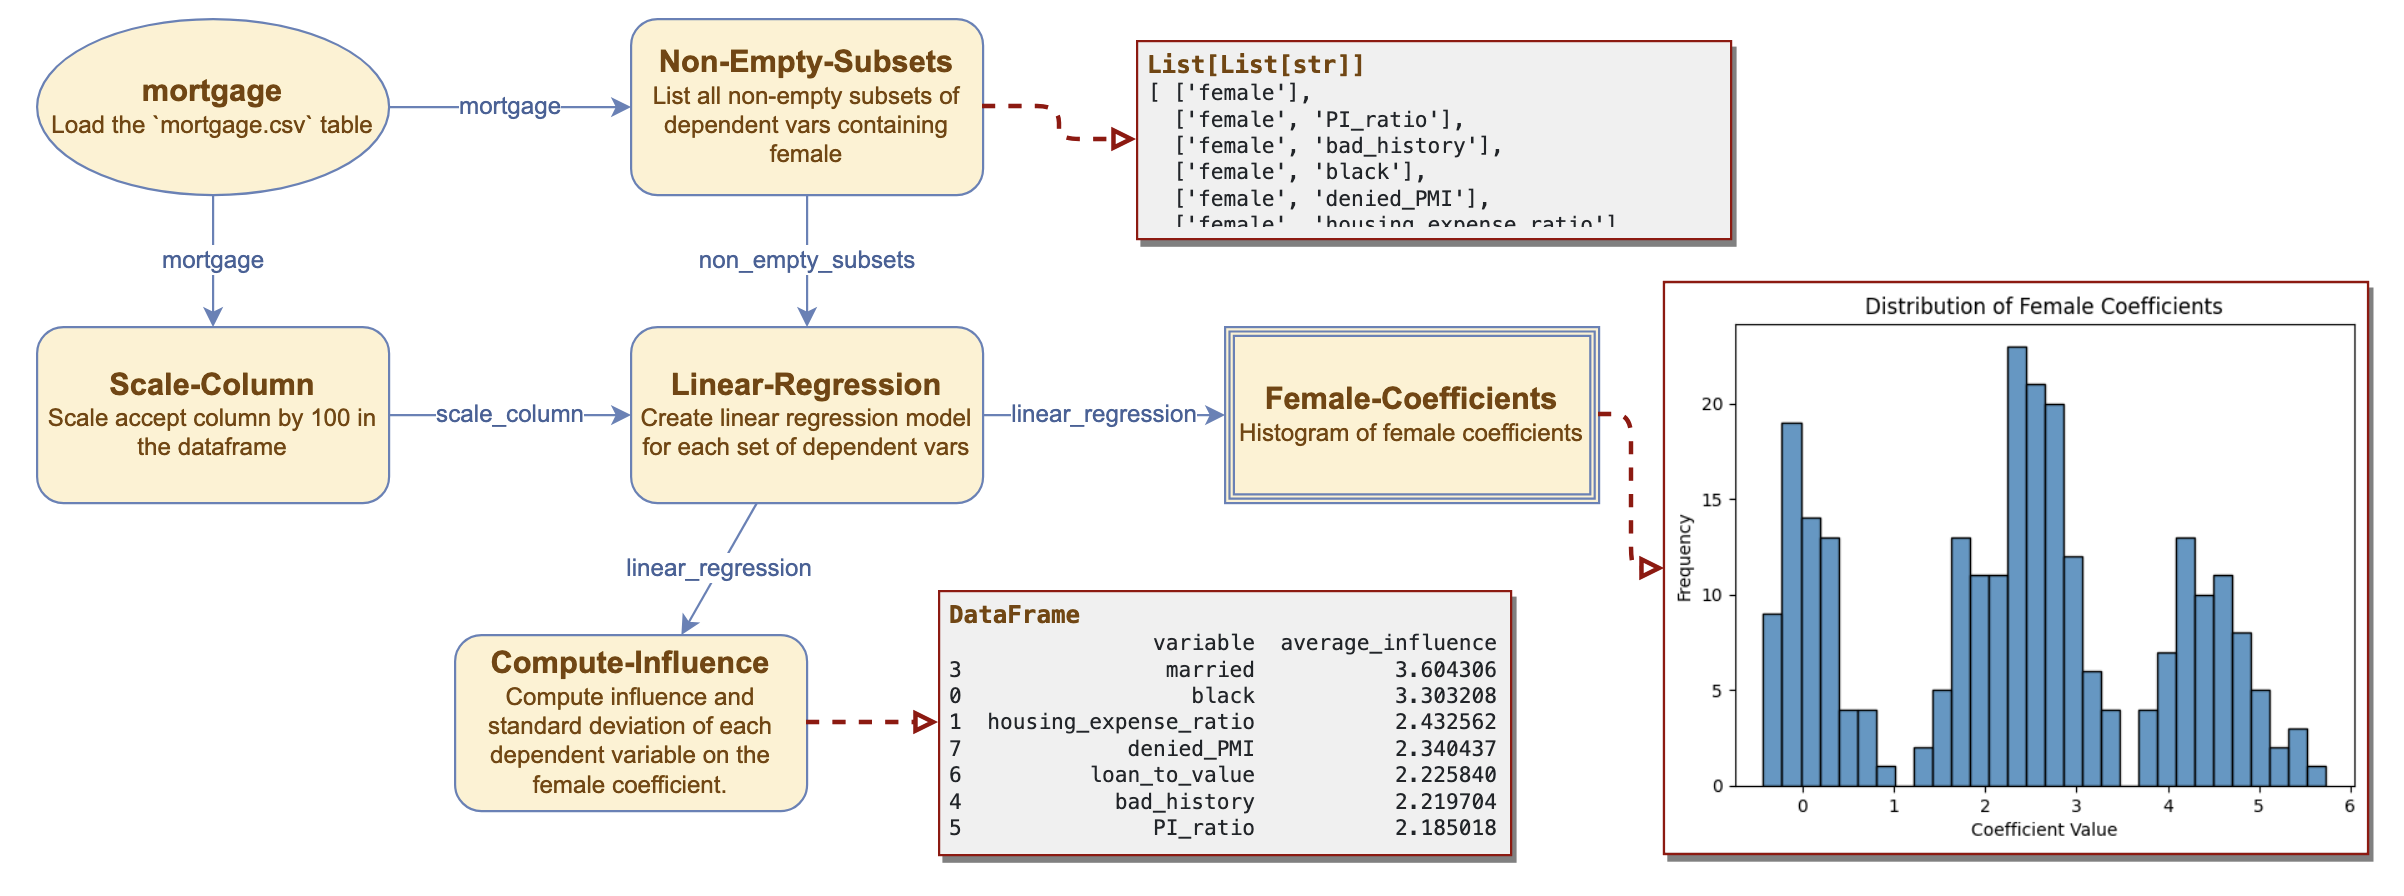 mortgage
Load the `mortgage.csv` table
mortgage
Non-Empty-Subsets
List all non-empty subsets of
dependent vars containing
female
List[List[str]]
[ ['female'],
['female', 'PI_ratio'],
['female', 'bad_history'],
['female', 'black'],
['female', 'denied_PMI'],
['female', 'housing_expense_ratio']
mortgage
non_empty_subsets
Scale-Column
Scale accept column by 100 in
the dataframe
scale_column
Linear-Regression
Create linear regression model
for each set of dependent vars
linear_regression
Female-Coefficients
Histogram of female coefficients
linear_regression
Compute-Influence
Compute influence and
standard deviation of each
dependent variable on the
female coefficient.
DataFrame
variable average_influence
3 married 3.604306
0 black 3.303208
1 housing_expense_ratio 2.432562
7 denied_PMI 2.340437
6 loan_to_value 2.225840
4 bad_history 2.219704
5 PI_ratio 2.185018
Distribution of Female Coefficients
Frequency
20
15
10
5
0
0 1 2 3 4 5 6
Coefficient Value